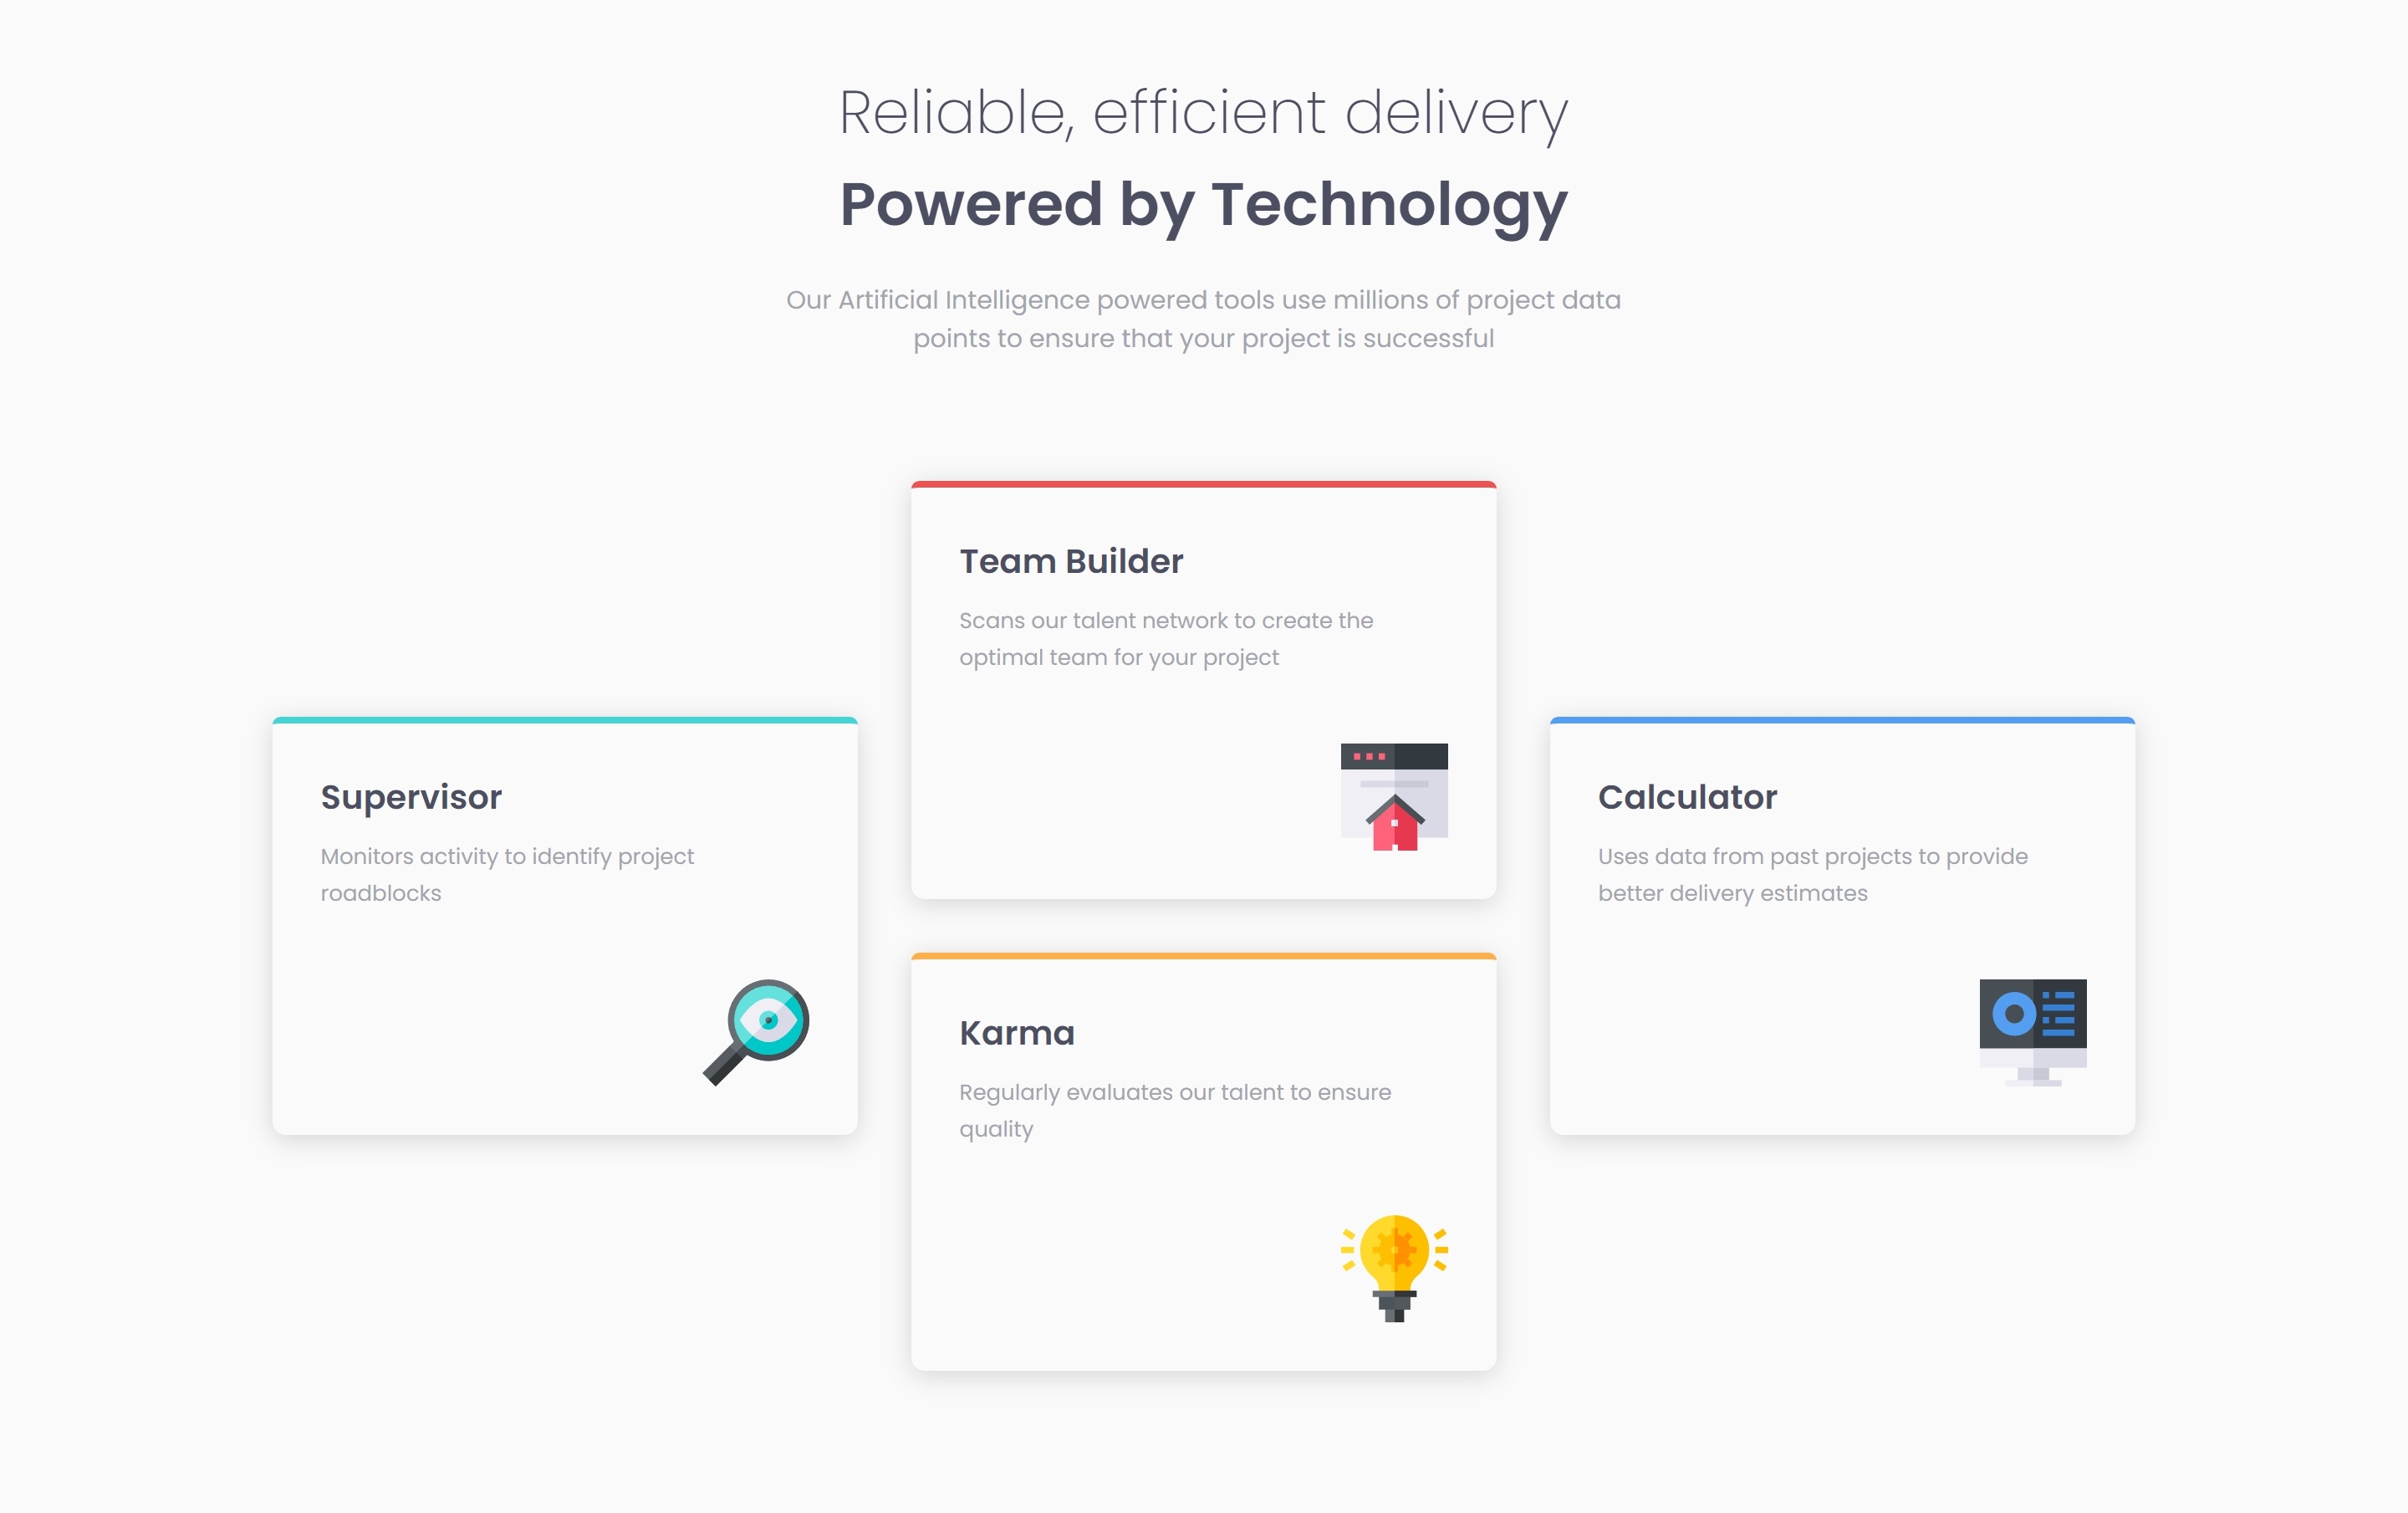 Reliable, efficient delivery
Powered by Technology
Our Artificial Intelligence powered tools use millions of project data
points to ensure that your project is successful
Supervisor
Monitors activity to identify project
roadblocks
Team Builder
Scans our talent network to create the
optimal team for your project
Karma
Regularly evaluates our talent to ensure
quality
Calculator
Uses data from past projects to provide
better delivery estimates